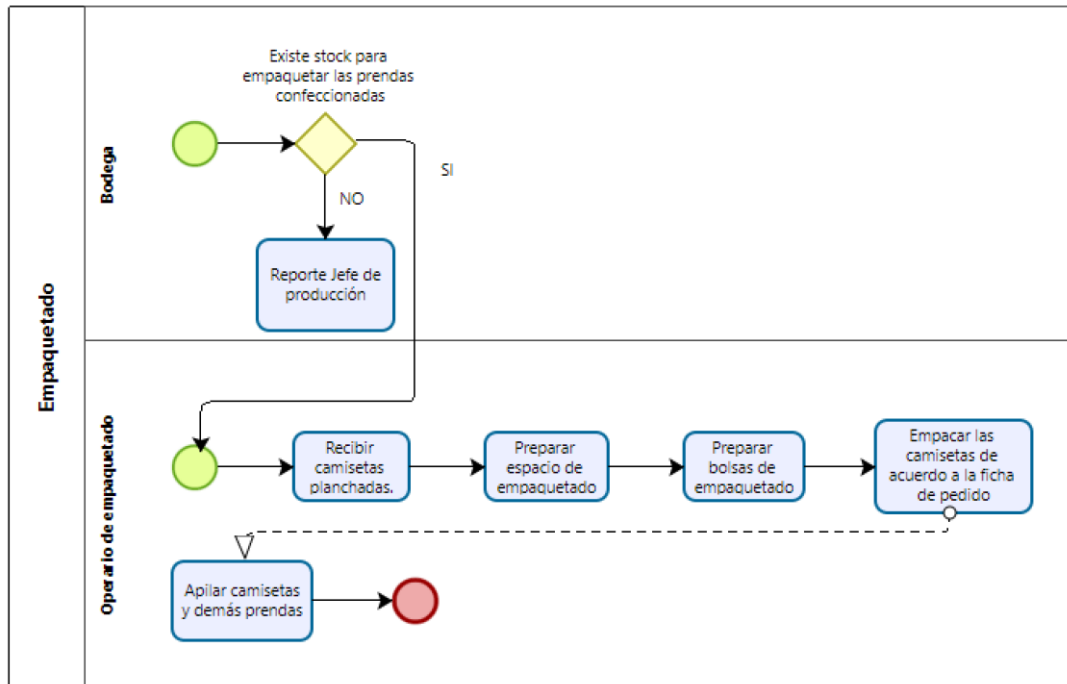 Empaquetado
Bodega
Existe stock para
empaquetar las prendas
confeccionadas
SI
NO
Reporte Jefe de
producción
Operario de empaquetado
Recibir
camisetas
planchadas.
Preparar
espacio de
empaquetado
Preparar
bolsas de
empaquetado
Empacar las
camisetas de
acuerdo a la ficha
de pedido
Apilar camisetas
y demás prendas